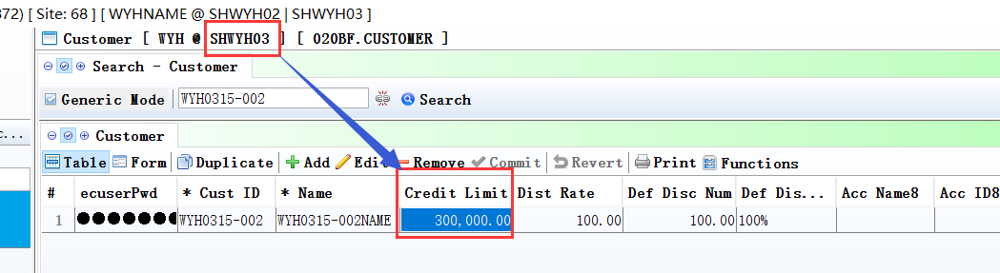 872) [ Site: 68 ] [ WYHNAME @ SHWYH02 | SHWYH03 ]
Customer [ WYH @ SHWYH03 ] [ 020BF.CUSTOMER ]
Search - Customer
Generic Mode WYH0315-002 Search
c...
Customer
Table Form Duplicate Add Edit Remove Commit Revert Print Functions
# ecuserPwd * Cust ID * Name Credit Limit Dist Rate Def Disc Num Def Dis... Acc Name8 Acc ID8
1 ●●●●●●● WYH0315-002 WYH0315-002NAME 300,000.00 100.00 100.00 100%